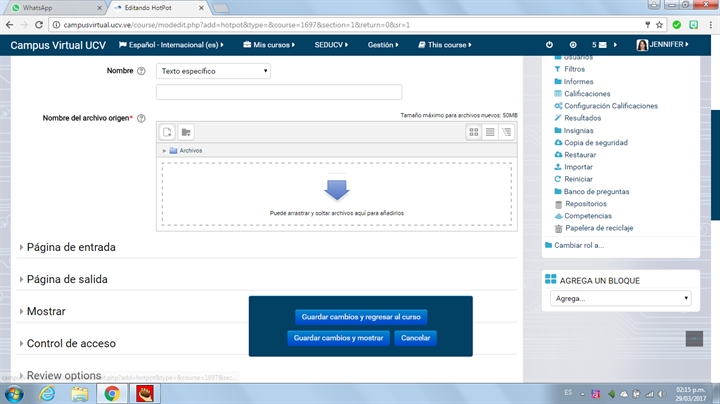 WhatsApp
Editando HotPot
campusvirtual.uc.ve/course/modedit.php?add=hotpot&type=&course=1697&section=1&return=0&sr=1
Campus Virtual UCV
Español - Internacional (es)
Mis cursos
SEDUCV
Gestión
This course
5
JENNIFER
Nombre
Texto específico
Nombre del archivo origen*
Tamaño máximo para archivos nuevos: 50MB
Archivos
Puede arrastrar y soltar archivos aquí para añadirlos
Página de entrada
Página de salida
Mostrar
Control de acceso
Review options
Guardar cambios y regresar al curso
Guardar cambios y mostrar
Cancelar
Usuarios
Filtros
Informes
Calificaciones
Configuración Calificaciones
Resultados
Insignias
Copia de seguridad
Restaurar
Importar
Reiniciar
Banco de preguntas
Repositorios
Competencias
Papelera de reciclaje
Cambiar rol a...
AGREGA UN BLOQUE
Agrega...
ES
02:15 p.m.
29/03/2017